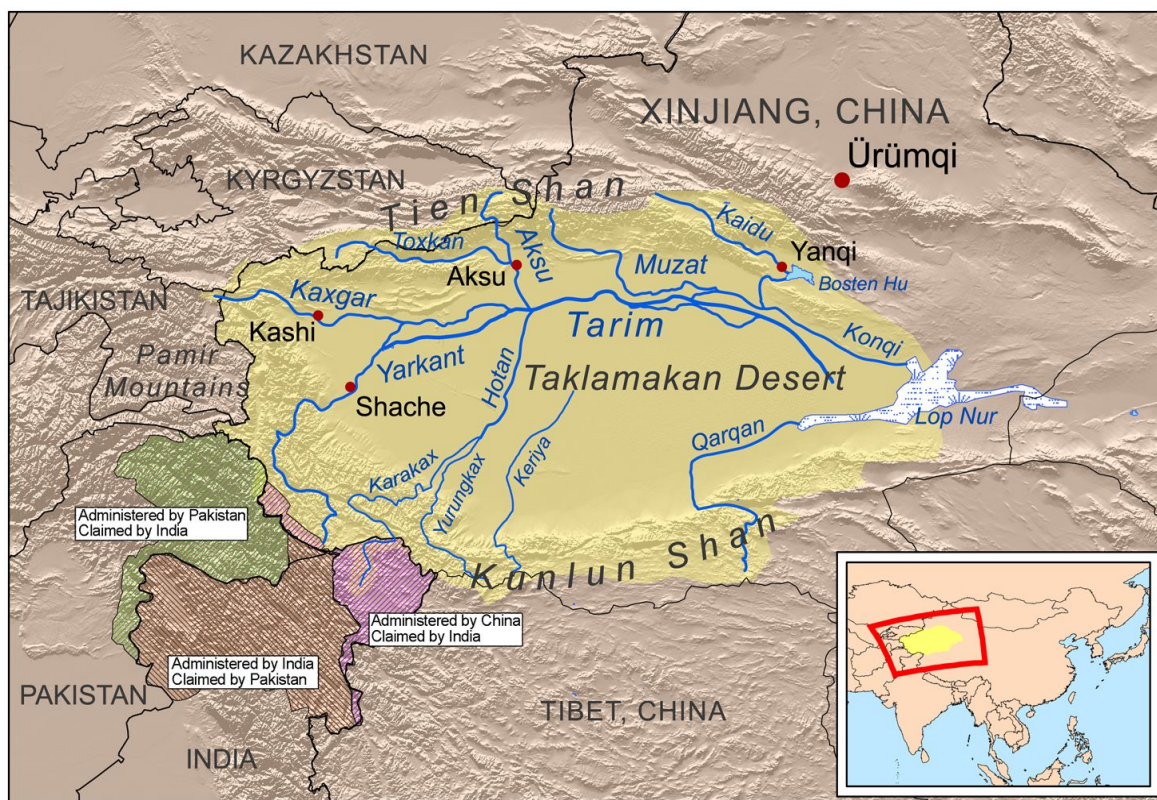 KAZAKHSTAN
XINJIANG, CHINA
Ürümqi
KYRGYZSTAN
Tien Shan
Kaidu
Toxkan
Aksu
Yanqi
Aksu
Muzat
Bosten Hu
TAJIKISTAN
Kaxgar
Kashi
Tarim
Konqi
Pamir
Mountains
Yarkant
Hotan
Taklamakan Desert
Shache
Lop Nur
Qarqan
Karakax
Yurungkax
Keriya
Administered by Pakistan
Claimed by India
Kunlun Shan
Administered by China
Claimed by India
Administered by India
Claimed by Pakistan
PAKISTAN
TIBET, CHINA
INDIA